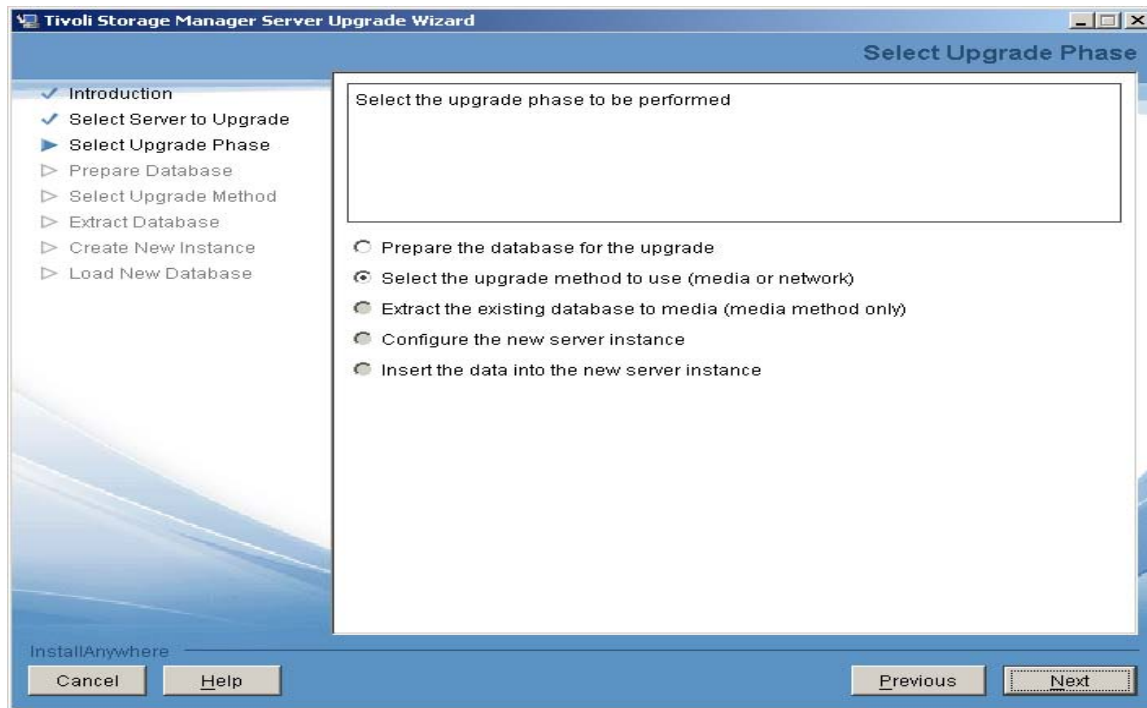 Tivoli Storage Manager Server Upgrade Wizard
Select Upgrade Phase
Introduction
Select Server to Upgrade
Select Upgrade Phase
Prepare Database
Select Upgrade Method
Extract Database
Create New Instance
Load New Database
Select the upgrade phase to be performed
Prepare the database for the upgrade
Select the upgrade method to use (media or network)
Extract the existing database to media (media method only)
Configure the new server instance
Insert the data into the new server instance
InstallAnywhere
Cancel
Help
Previous
Next